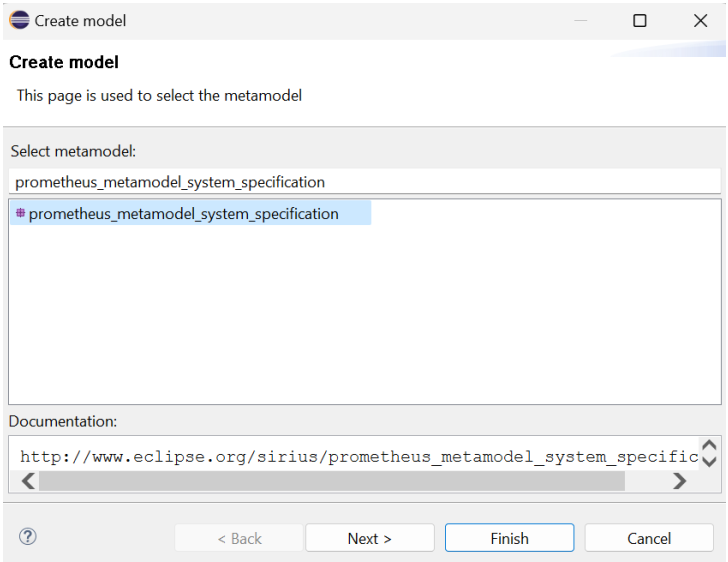 Create model
Create model
This page is used to select the metamodel
Select metamodel:
prometheus_metamodel_system_specification
prometheus_metamodel_system_specification
Documentation:
http://www.eclipse.org/sirius/prometheus_metamodel_system_specific
?
< Back Next > Finish Cancel